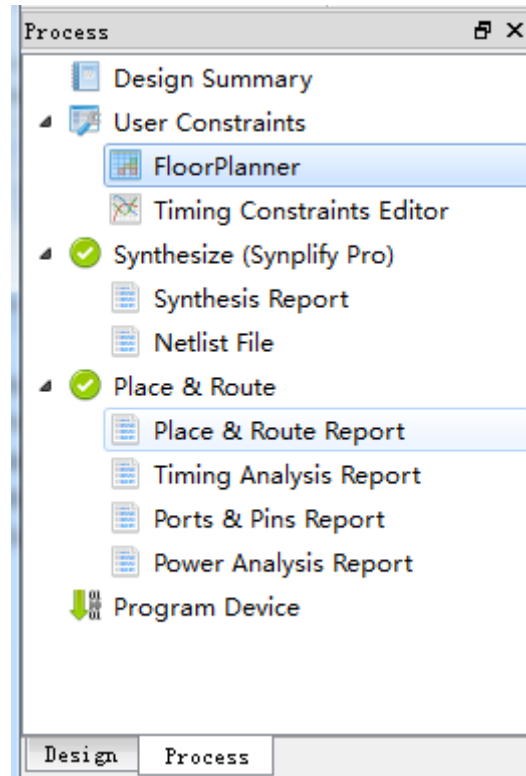 Process
Design Summary
User Constraints
FloorPlanner
Timing Constraints Editor
Synthesize (Synplify Pro)
Synthesis Report
Netlist File
Place & Route
Place & Route Report
Timing Analysis Report
Ports & Pins Report
Power Analysis Report
Program Device
Design Process